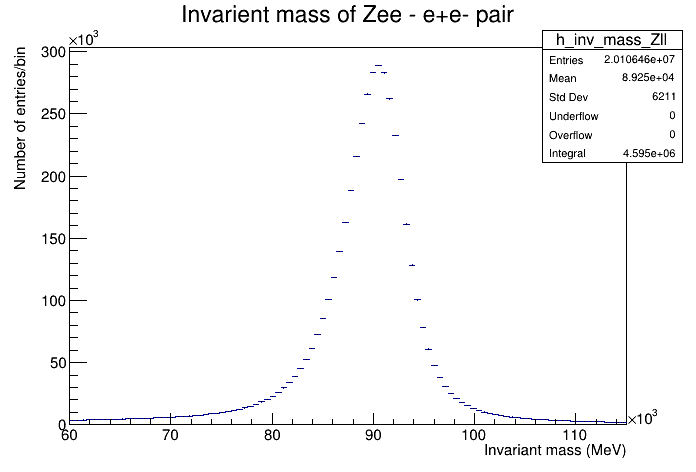 Invarient mass of Zee - e+e- pair
×10³
Number of entries/bin
300
250
200
150
100
50
0
60
70
80
90
100
110
×10³
Invariant mass (MeV)
h_inv_mass_Zll
Entries 2.010646e+07
Mean 8.925e+04
Std Dev 6211
Underflow 0
Overflow 0
Integral 4.595e+06